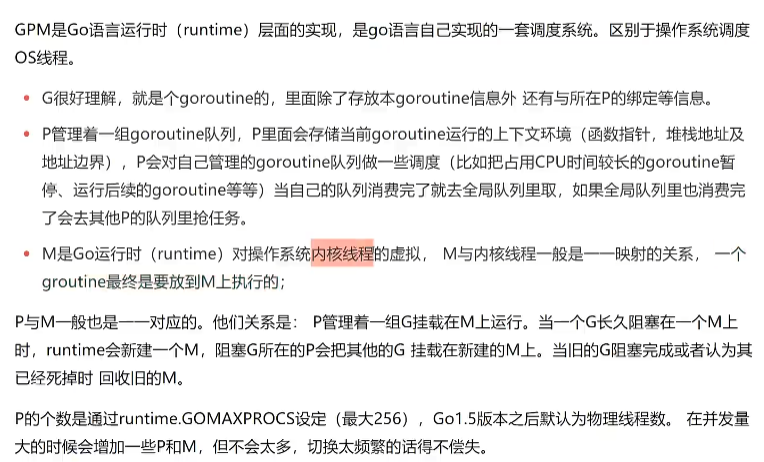 GPM是Go语言运行时（runtime）层面的实现，是go语言自己实现的一套调度系统。区别于操作系统调度
OS线程。
• G很好理解，就是个goroutine的，里面除了存放本goroutine信息外 还有与所在P的绑定等信息。
• P管理着一组goroutine队列，P里面会存储当前goroutine运行的上下文环境（函数指针，堆栈地址及
地址边界），P会对自己管理的goroutine队列做一些调度（比如把占用CPU时间较长的goroutine暂
停、运行后续的goroutine等等）当自己的队列消费完了就去全局队列里取，如果全局队列里也消费完
了会去其他P的队列里抢任务。
• M是Go运行时（runtime）对操作系统内核线程的虚拟， M与内核线程一般是一一映射的关系， 一个
groutine最终是要放到M上执行的；
P与M一般也是一一对应的。他们关系是： P管理着一组G挂载在M上运行。当一个G长久阻塞在一个M上
时，runtime会新建一个M，阻塞G所在的P会把其他的G 挂载在新建的M上。当旧的G阻塞完成或者认为其
已经死掉时 回收旧的M。
P的个数是通过runtime.GOMAXPROCS设定（最大256），Go1.5版本之后默认为物理线程数。 在并发量
大的时候会增加一些P和M，但不会太多，切换太频繁的话得不偿失。